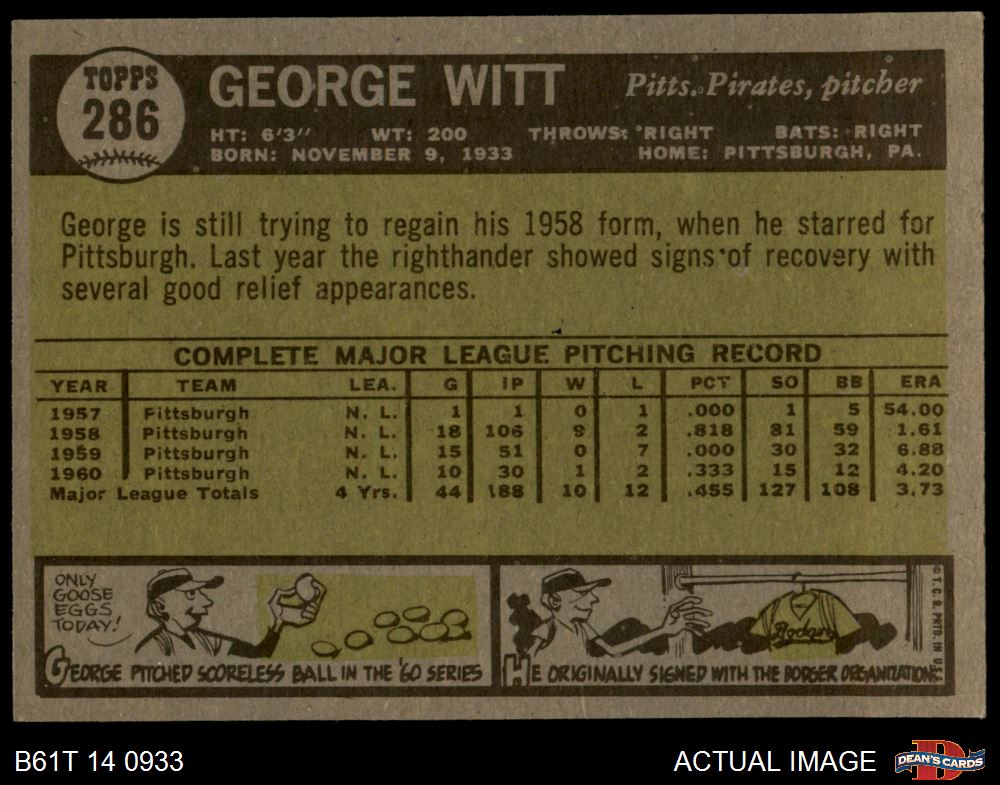 TOPPS
286
GEORGE WITT
Pitts. Pirates, pitcher
HT: 6'3" WT: 200 THROWS: RIGHT BATS: RIGHT
BORN: NOVEMBER 9, 1933 HOME: PITTSBURGH, PA.
George is still trying to regain his 1958 form, when he starred for
Pittsburgh. Last year the righthander showed signs of recovery with
several good relief appearances.
COMPLETE MAJOR LEAGUE PITCHING RECORD
YEAR TEAM LEA. G IP W L PCT SO BB ERA
1957 Pittsburgh N. L. 1 1 0 1 .000 1 5 54.00
1958 Pittsburgh N. L. 18 106 9 2 .818 81 59 1.61
1959 Pittsburgh N. L. 15 51 0 7 .000 30 32 6.88
1960 Pittsburgh N. L. 10 30 1 2 .333 15 12 4.20
Major League Totals 4 Yrs. 44 188 10 12 .455 127 108 3.73
ONLY
GOOSE
EGGS
TODAY!
GEORGE PITCHED SCORELESS BALL IN THE '60 SERIES
Dodgers
HE ORIGINALLY SIGNED WITH THE DODGER ORGANIZATION.
© T. C. G. PRTD. IN U.S.A.
B61T 14 0933
ACTUAL IMAGE
DEAN'S CARDS